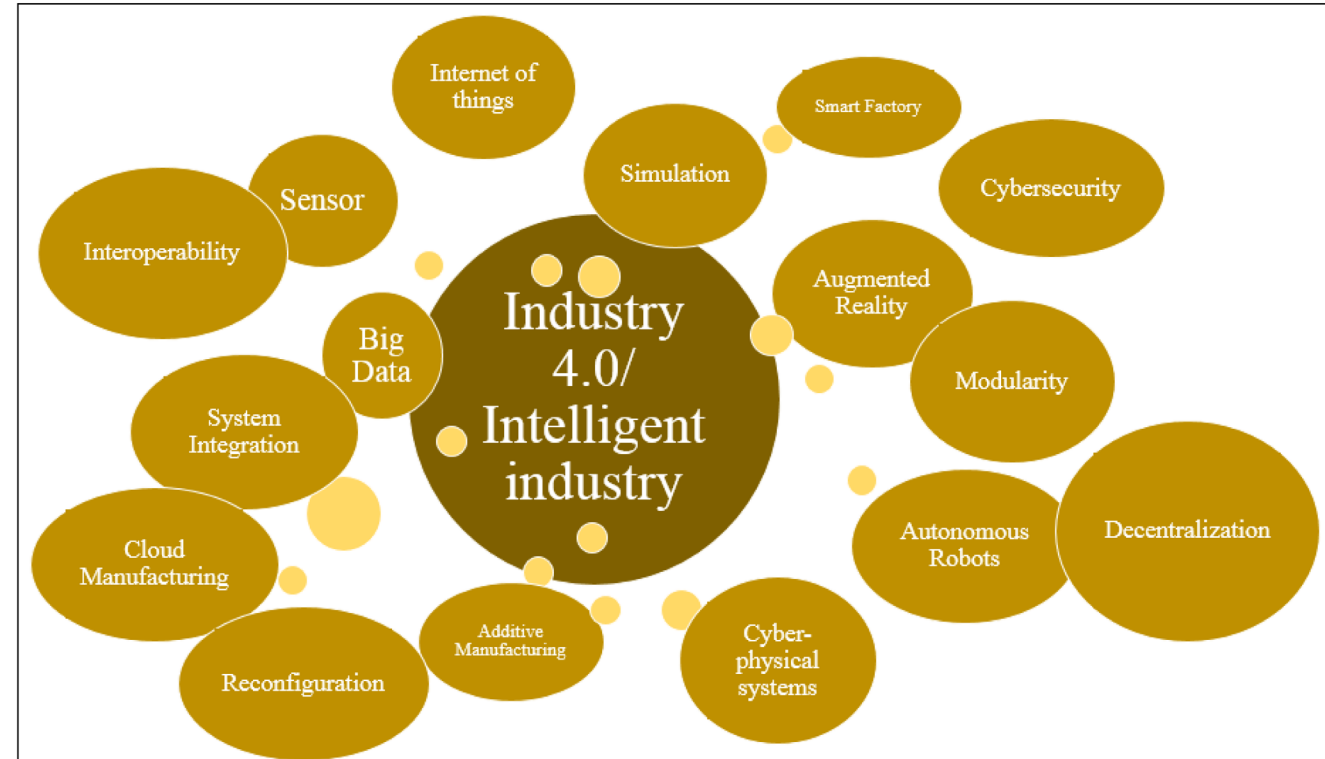 Internet of
things
Smart Factory
Simulation
Cybersecurity
Sensor
Interoperability
Augmented
Reality
Industry
4.0/
Intelligent
industry
Big
Data
Modularity
System
Integration
Autonomous
Robots
Decentralization
Cloud
Manufacturing
Additive
Manufacturing
Cyber-
physical
systems
Reconfiguration